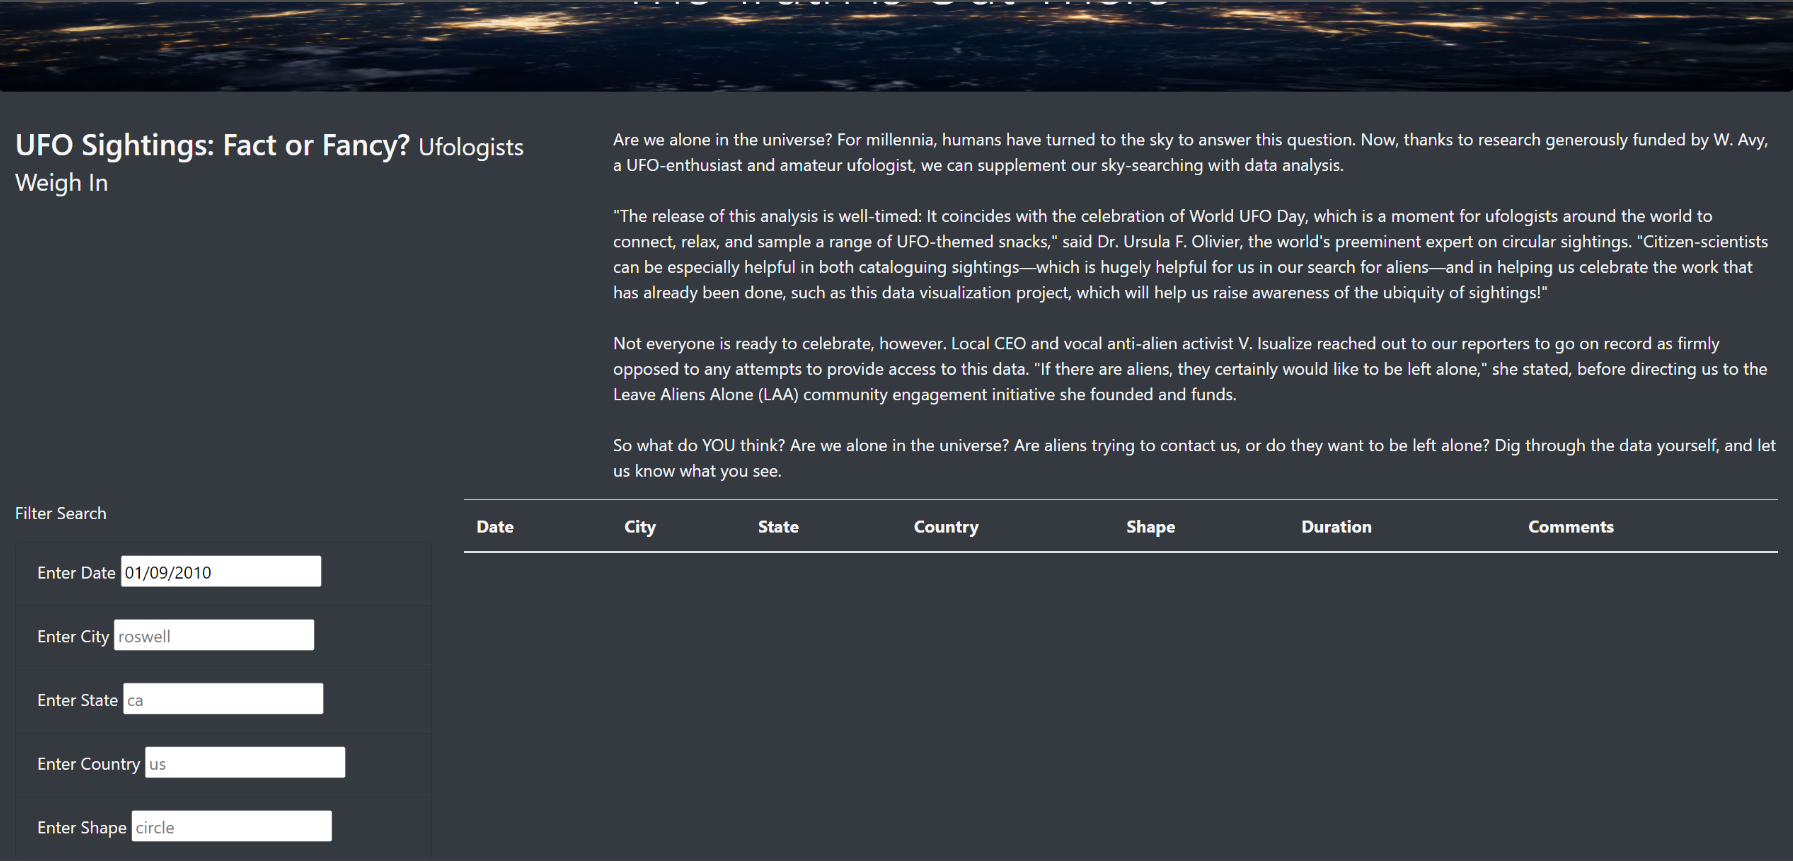 UFO Sightings: Fact or Fancy? Ufologists
Weigh In
Are we alone in the universe? For millennia, humans have turned to the sky to answer this question. Now, thanks to research generously funded by W. Avy,
a UFO-enthusiast and amateur ufologist, we can supplement our sky-searching with data analysis.
"The release of this analysis is well-timed: It coincides with the celebration of World UFO Day, which is a moment for ufologists around the world to
connect, relax, and sample a range of UFO-themed snacks," said Dr. Ursula F. Olivier, the world's preeminent expert on circular sightings. "Citizen-scientists
can be especially helpful in both cataloguing sightings—which is hugely helpful for us in our search for aliens—and in helping us celebrate the work that
has already been done, such as this data visualization project, which will help us raise awareness of the ubiquity of sightings!"
Not everyone is ready to celebrate, however. Local CEO and vocal anti-alien activist V. Isualize reached out to our reporters to go on record as firmly
opposed to any attempts to provide access to this data. "If there are aliens, they certainly would like to be left alone," she stated, before directing us to the
Leave Aliens Alone (LAA) community engagement initiative she founded and funds.
So what do YOU think? Are we alone in the universe? Are aliens trying to contact us, or do they want to be left alone? Dig through the data yourself, and let
us know what you see.
Filter Search
Enter Date 01/09/2010
Enter City roswell
Enter State ca
Enter Country us
Enter Shape circle
Date City State Country Shape Duration Comments